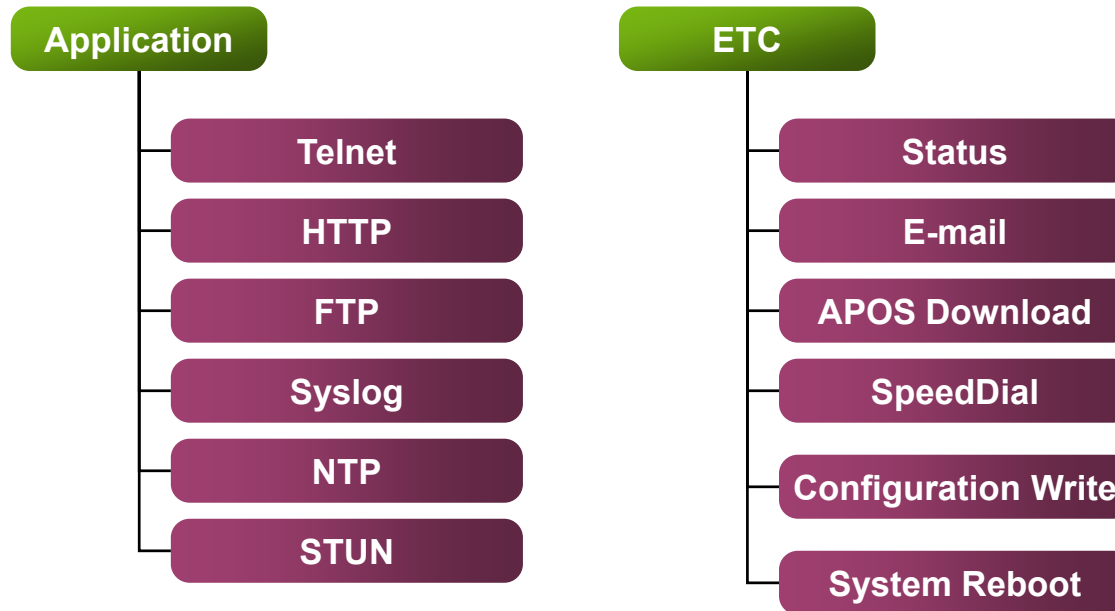 Application
Telnet
HTTP
FTP
Syslog
NTP
STUN
ETC
Status
E-mail
APOS Download
SpeedDial
Configuration Write
System Reboot